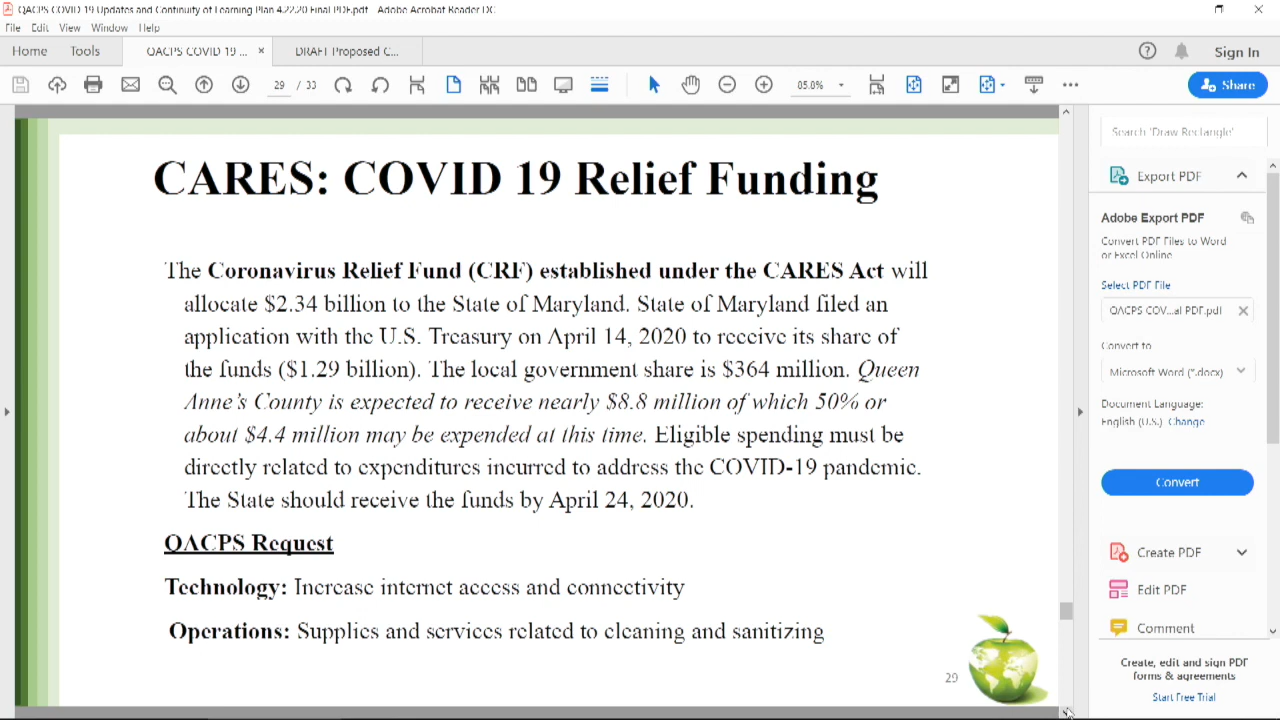 QACPS COVID 19 Updates and Continuity of Learning Plan 4.22.20 Final PDF.pdf - Adobe Acrobat Reader DC
File Edit View Window Help
Home Tools QACPS COVID 19 ... × DRAFT Proposed C... Sign In
29 / 33 85.8% Share
CARES: COVID 19 Relief Funding
The Coronavirus Relief Fund (CRF) established under the CARES Act will
allocate $2.34 billion to the State of Maryland. State of Maryland filed an
application with the U.S. Treasury on April 14, 2020 to receive its share of
the funds ($1.29 billion). The local government share is $364 million. Queen
Anne's County is expected to receive nearly $8.8 million of which 50% or
about $4.4 million may be expended at this time. Eligible spending must be
directly related to expenditures incurred to address the COVID-19 pandemic.
The State should receive the funds by April 24, 2020.
QACPS Request
Technology: Increase internet access and connectivity
Operations: Supplies and services related to cleaning and sanitizing
29
Search 'Draw Rectangle'
Export PDF
Adobe Export PDF
Convert PDF Files to Word
or Excel Online
Select PDF File
QACPS COV...al PDF.pdf
Convert to
Microsoft Word (*.docx)
Document Language:
English (U.S.) Change
Convert
Create PDF
Edit PDF
Comment
Create, edit and sign PDF
forms & agreements
Start Free Trial